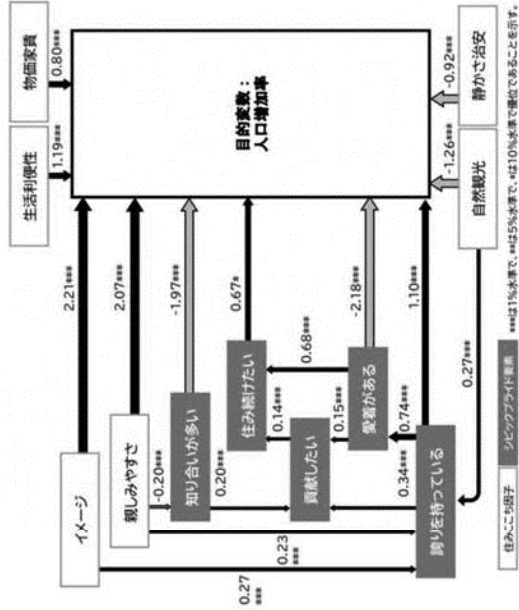 イメージ
親しみやすさ
生活利便性
物価家賃
2.21***
1.19***
0.80***
2.07***
目的変数：
人口増加率
-0.20***
知り合いが多い
-1.97***
0.20***
0.27
***
0.23
***
貢献したい
0.14***
住み続けたい
0.67*
0.15***
0.68***
愛着がある
-2.18***
0.34***
0.74***
誇りを持っている
1.10***
-1.26***
-0.92***
自然観光
静かさ治安
0.27***
住みここち因子
シビックプライド要素
***は1%水準で、**は5%水準で、*は10%水準で優位であることを示す。